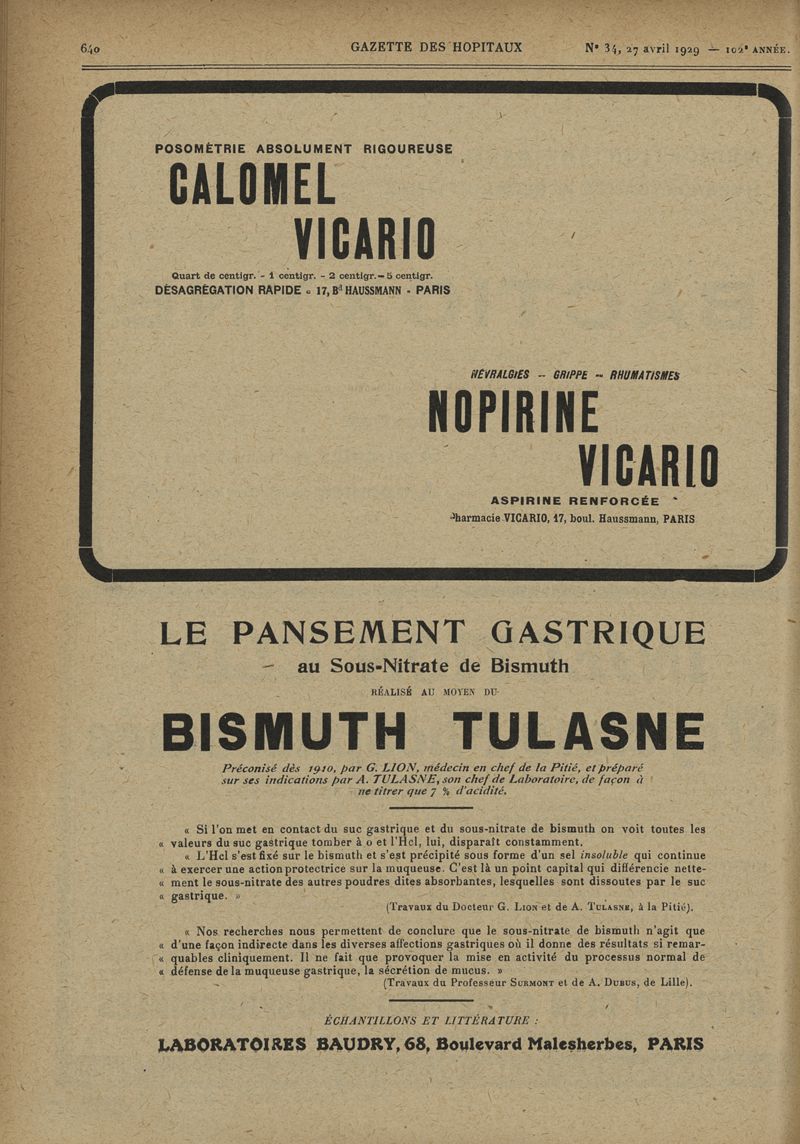 640
GAZETTE DES HOPITAUX
N° 34, 27 avril 1929 — 102e ANNÉE.
POSOMÉTRIE ABSOLUMENT RIGOUREUSE
CALOMEL
VICARIO
Quart de centigr. - 1 centigr. - 2 centigr. - 5 centigr.
DÉSAGRÉGATION RAPIDE - 17, Bd HAUSSMANN - PARIS
NÉVRALGIES -- GRIPPE -- RHUMATISMES
NOPIRINE
VICARIO
ASPIRINE RENFORCÉE
Pharmacie VICARIO, 17, boul. Haussmann, PARIS
LE PANSEMENT GASTRIQUE
au Sous-Nitrate de Bismuth
RÉALISÉ AU MOYEN DU
BISMUTH TULASNE
Préconisé dès 1910, par G. LION, médecin en chef de la Pitié, et préparé
sur ses indications par A. TULASNE, son chef de Laboratoire, de façon à
ne titrer que 7 % d'acidité.
« Si l'on met en contact du suc gastrique et du sous-nitrate de bismuth on voit toutes les
« valeurs du suc gastrique tomber à 0 et l'Hcl, lui, disparaît constamment.
« L'Hcl s'est fixé sur le bismuth et s'est précipité sous forme d'un sel insoluble qui continue
« à exercer une action protectrice sur la muqueuse. C'est là un point capital qui différencie nette-
« ment le sous-nitrate des autres poudres dites absorbantes, lesquelles sont dissoutes par le suc
« gastrique. »
(Travaux du Docteur G. LION et de A. TULASNE, à la Pitié).
« Nos recherches nous permettent de conclure que le sous-nitrate de bismuth n'agit que
« d'une façon indirecte dans les diverses affections gastriques où il donne des résultats si remar-
« quables cliniquement. Il ne fait que provoquer la mise en activité du processus normal de
« défense de la muqueuse gastrique, la sécrétion de mucus. »
(Travaux du Professeur SURMONT et de A. DUBUS, de Lille).
ÉCHANTILLONS ET LITTÉRATURE :
LABORATOIRES BAUDRY, 68, Boulevard Malesherbes, PARIS